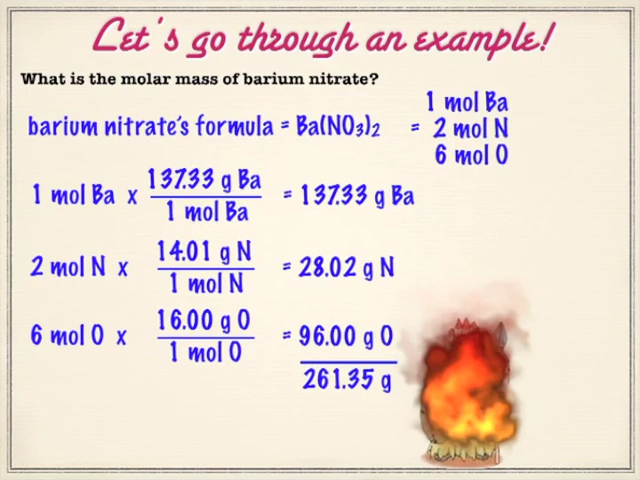 Let's go through an example!
What is the molar mass of barium nitrate?
barium nitrate's formula = Ba(NO₃)₂ = 1 mol Ba
2 mol N
6 mol O
1 mol Ba x 137.33 g Ba / 1 mol Ba = 137.33 g Ba
2 mol N x 14.01 g N / 1 mol N = 28.02 g N
6 mol O x 16.00 g O / 1 mol O = 96.00 g O
261.35 g